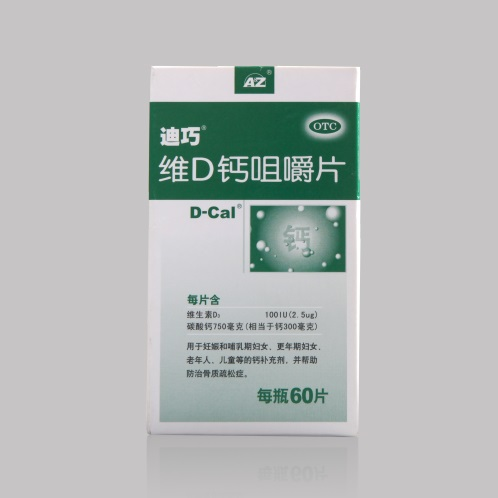 AZ®
OTC
迪巧®
维D钙咀嚼片
D-Cal®
钙
每片含
维生素D₃ 100IU(2.5ug)
碳酸钙750毫克(相当于钙300毫克)
用于妊娠和哺乳期妇女、更年期妇女、
老年人、儿童等的钙补充剂,并帮助
防治骨质疏松症。
每瓶60片